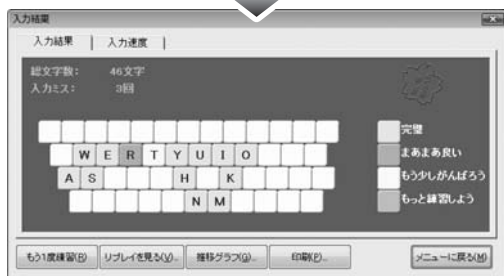 入力結果
入力結果 | 入力速度 |
総文字数: 46文字
入力ミス: 3回
W E R T Y U I O
A S H K
N M
完璧
まあまあ良い
もう少しがんばろう
もっと練習しよう
もう1度練習(R) リプレイを見る(V)... 推移グラフ(G)... 印刷(P)... メニューに戻る(M)